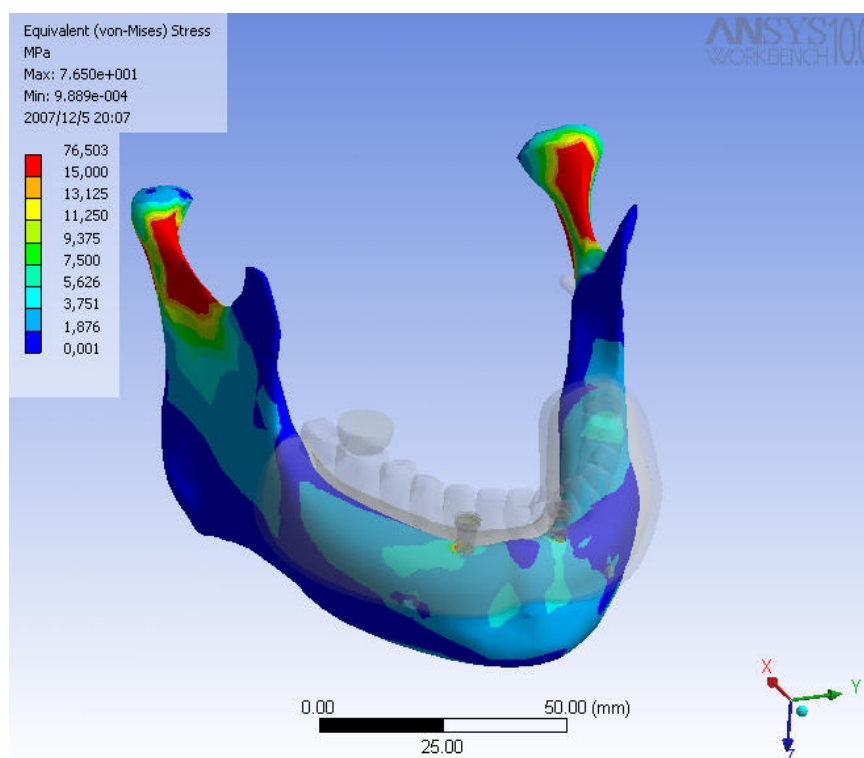 Equivalent (von-Mises) Stress
MPa
Max: 7.650e+001
Min: 9.889e-004
2007/12/5 20:07
ANSYS
WORKBENCH 10.0
76,503
15,000
13,125
11,250
9,375
7,500
5,626
3,751
1,876
0,001
0.00 50.00 (mm)
25.00
X
Y
Z